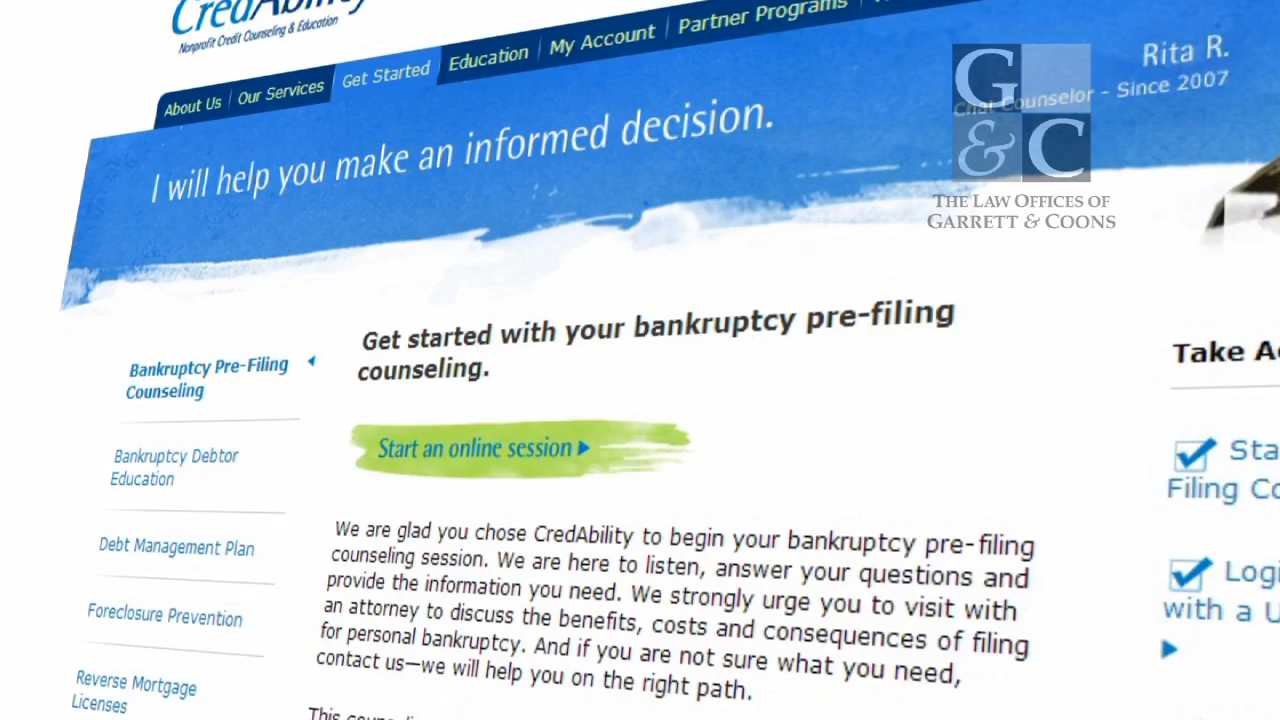 CredAbility
Nonprofit Credit Counseling & Education
About Us
Our Services
Get Started
Education
My Account
Partner Programs
I will help you make an informed decision.
Rita R.
Chat Counselor - Since 2007
G
& C
THE LAW OFFICES OF
GARRETT & COONS
Bankruptcy Pre-Filing
Counseling
Bankruptcy Debtor
Education
Debt Management Plan
Foreclosure Prevention
Reverse Mortgage
Licenses
Get started with your bankruptcy pre-filing
counseling.
Start an online session
We are glad you chose CredAbility to begin your bankruptcy pre-filing
counseling session. We are here to listen, answer your questions and
provide the information you need. We strongly urge you to visit with
an attorney to discuss the benefits, costs and consequences of filing
for personal bankruptcy. And if you are not sure what you need,
contact us—we will help you on the right path.
This
Take
Filing
with a